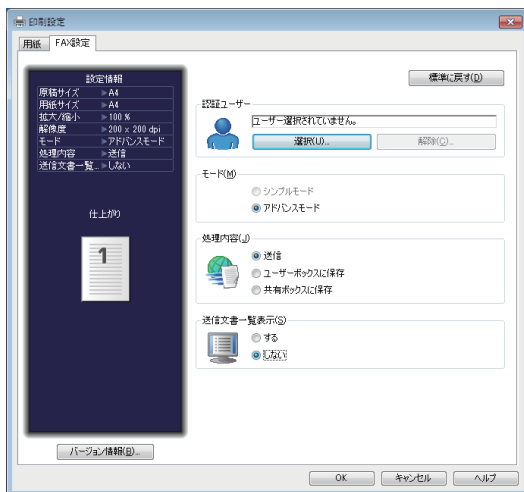 印刷設定
用紙 FAX設定
設定情報
原稿サイズ ▶A4
用紙サイズ ▶A4
拡大/縮小 ▶100 %
解像度 ▶200 x 200 dpi
モード ▶アドバンスモード
処理内容 ▶送信
送信文書一覧... ▶しない
仕上がり
1
バージョン情報(B)...
標準に戻す(D)
認証ユーザー
ユーザー選択されていません。
選択(U)... 解除(C)...
モード(M)
シンプルモード
アドバンスモード
処理内容(J)
送信
ユーザーボックスに保存
共有ボックスに保存
送信文書一覧表示(S)
する
しない
OK キャンセル ヘルプ